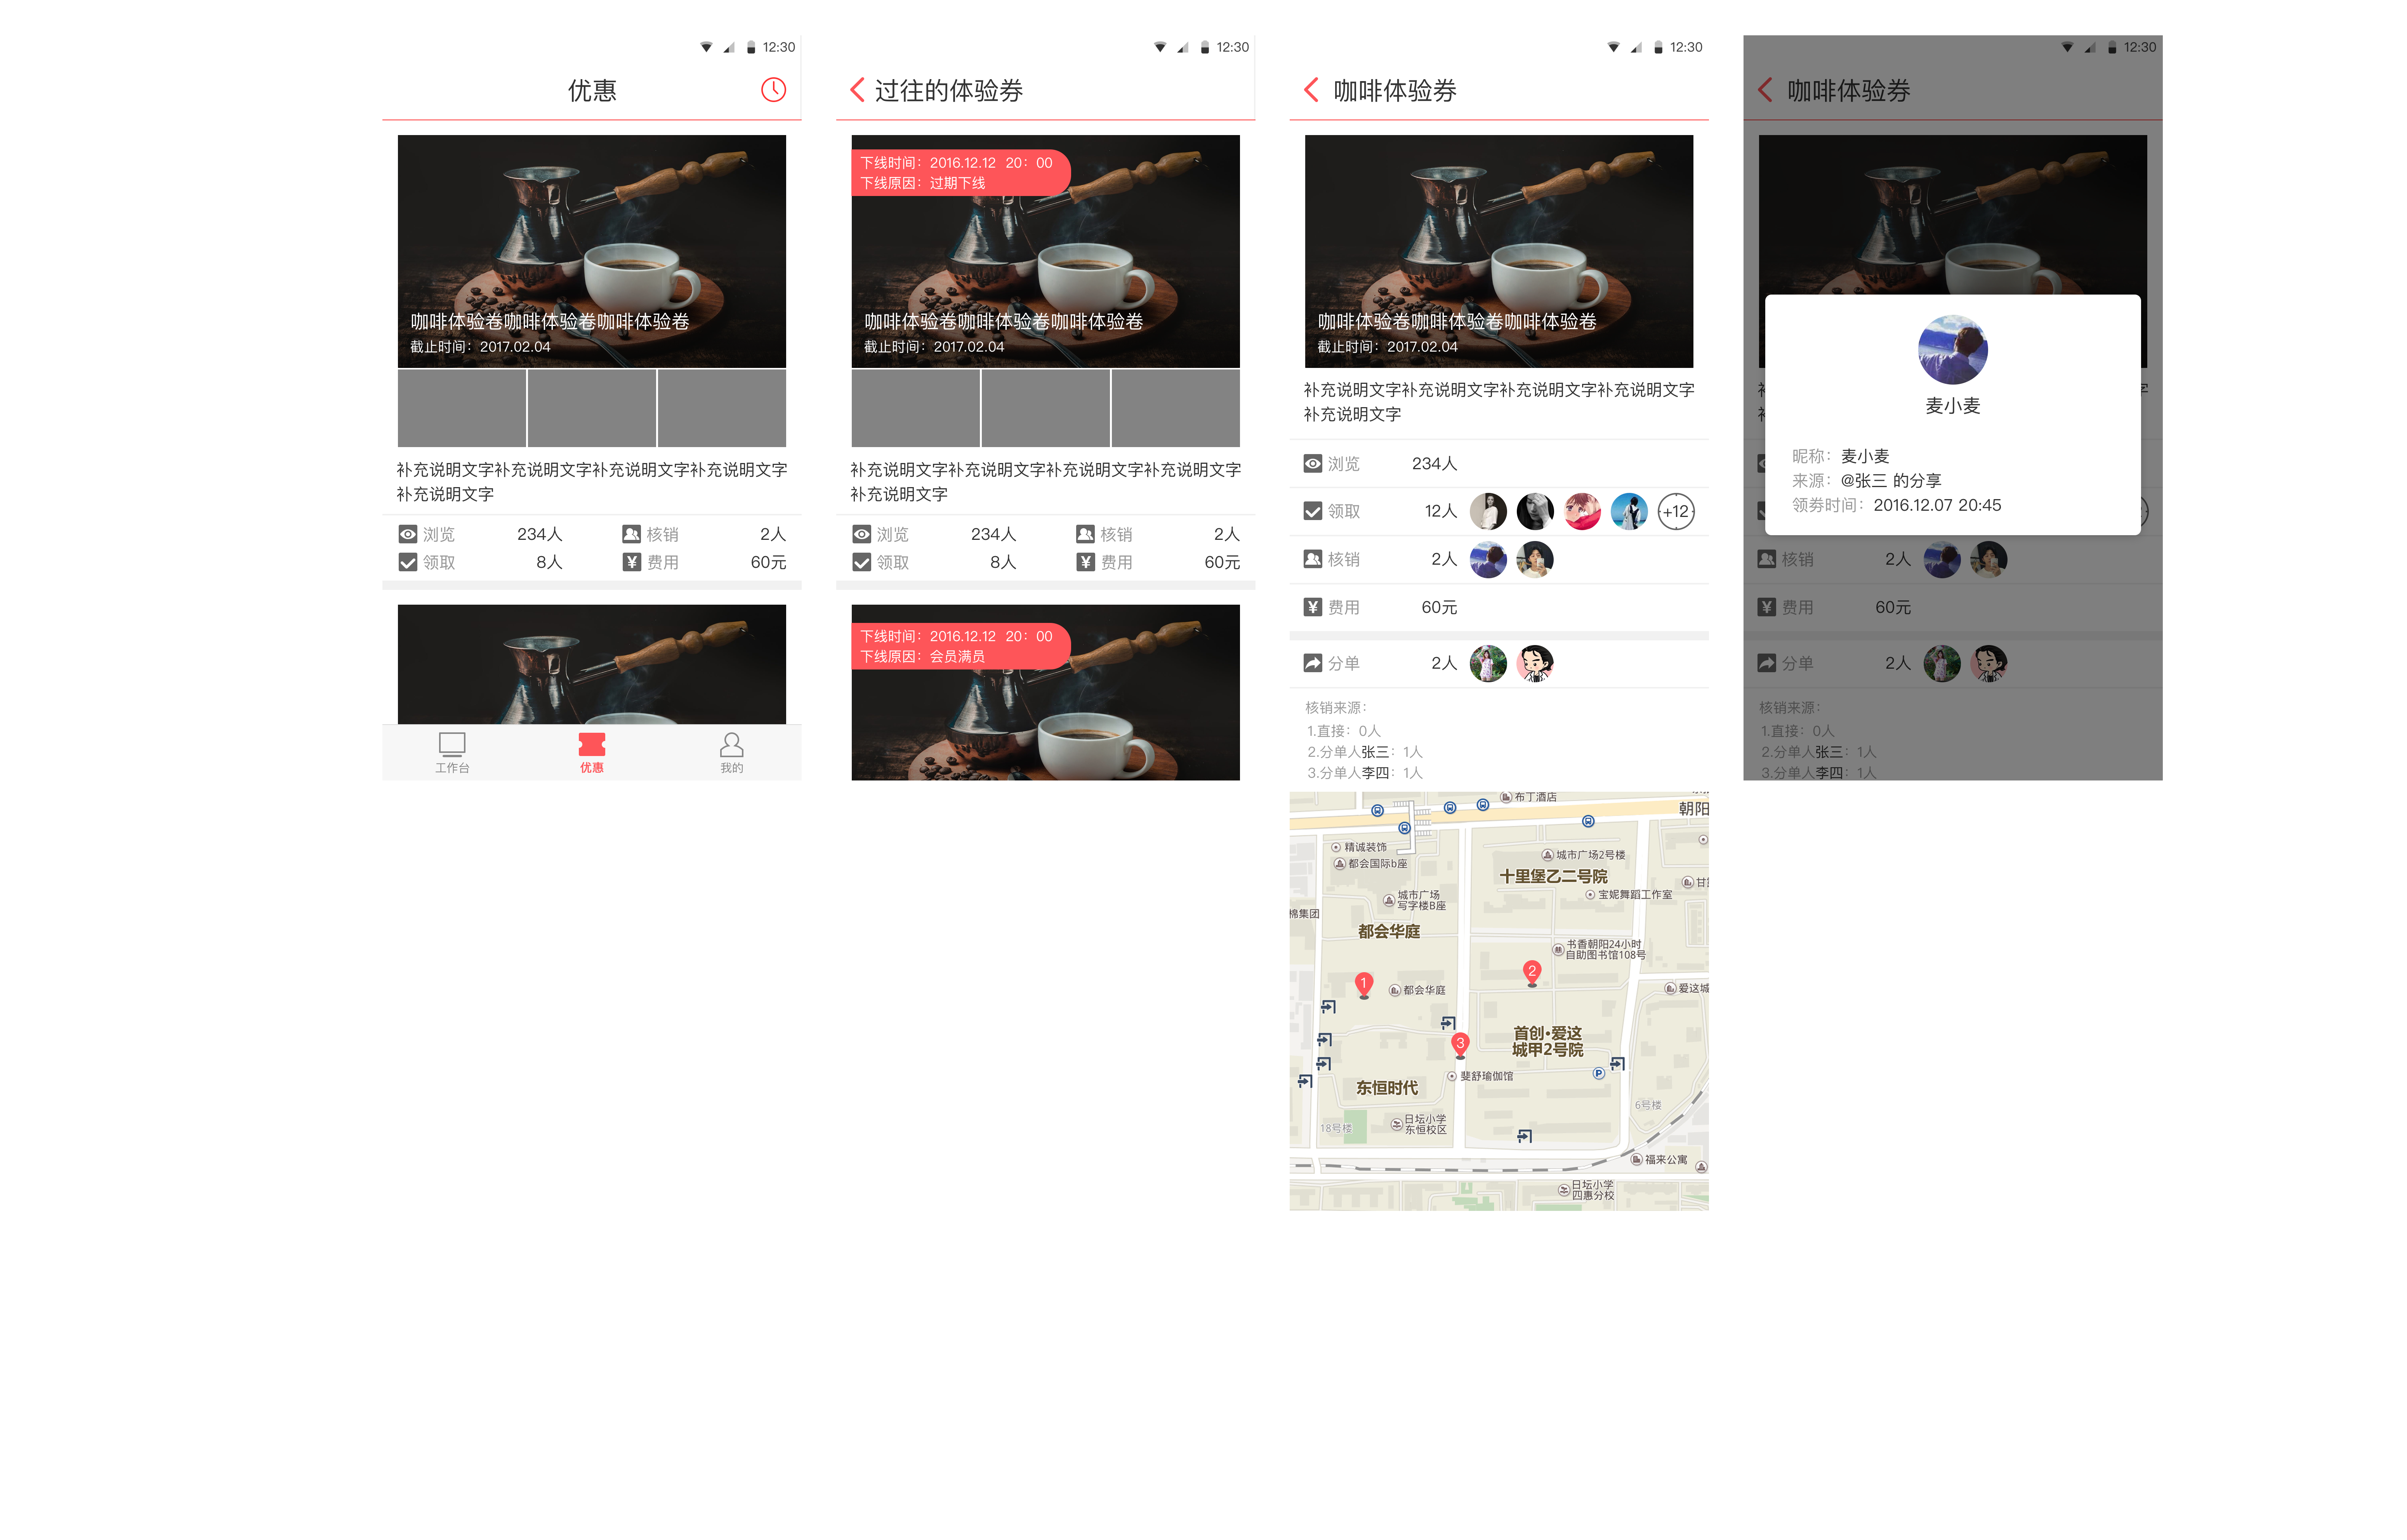 12:30
优惠
咖啡体验卷咖啡体验卷咖啡体验卷
截止时间：2017.02.04
补充说明文字补充说明文字补充说明文字补充说明文字
补充说明文字
浏览 234人 核销 2人
领取 8人 ¥ 费用 60元
工作台 优惠 我的
12:30
过往的体验券
下线时间：2016.12.12 20：00
下线原因：过期下线
咖啡体验卷咖啡体验卷咖啡体验卷
截止时间：2017.02.04
补充说明文字补充说明文字补充说明文字补充说明文字
补充说明文字
浏览 234人 核销 2人
领取 8人 ¥ 费用 60元
下线时间：2016.12.12 20：00
下线原因：会员满员
12:30
咖啡体验券
咖啡体验卷咖啡体验卷咖啡体验卷
截止时间：2017.02.04
补充说明文字补充说明文字补充说明文字补充说明文字
补充说明文字
浏览 234人
领取 12人 +12
核销 2人
¥ 费用 60元
分单 2人
核销来源：
1.直接：0人
2.分单人张三：1人
3.分单人李四：1人
布丁酒店
朝阳
精诚装饰
都会国际b座
城市广场2号楼
十里堡乙二号院
甘
城市广场
写字楼B座
宝妮舞蹈工作室
棉集团
都会华庭
书香朝阳24小时
自助图书馆108号
1
2
都会华庭
爱这城
3
首创·爱这
城甲2号院
P
斐舒瑜伽馆
东恒时代
6号楼
18号楼
日坛小学
东恒校区
福来公寓
日坛小学
四惠分校
12:30
咖啡体验券
麦小麦
昵称：麦小麦
来源：@张三 的分享
领券时间：2016.12.07 20:45
核销 2人
¥ 费用 60元
分单 2人
核销来源：
1.直接：0人
2.分单人张三：1人
3.分单人李四：1人